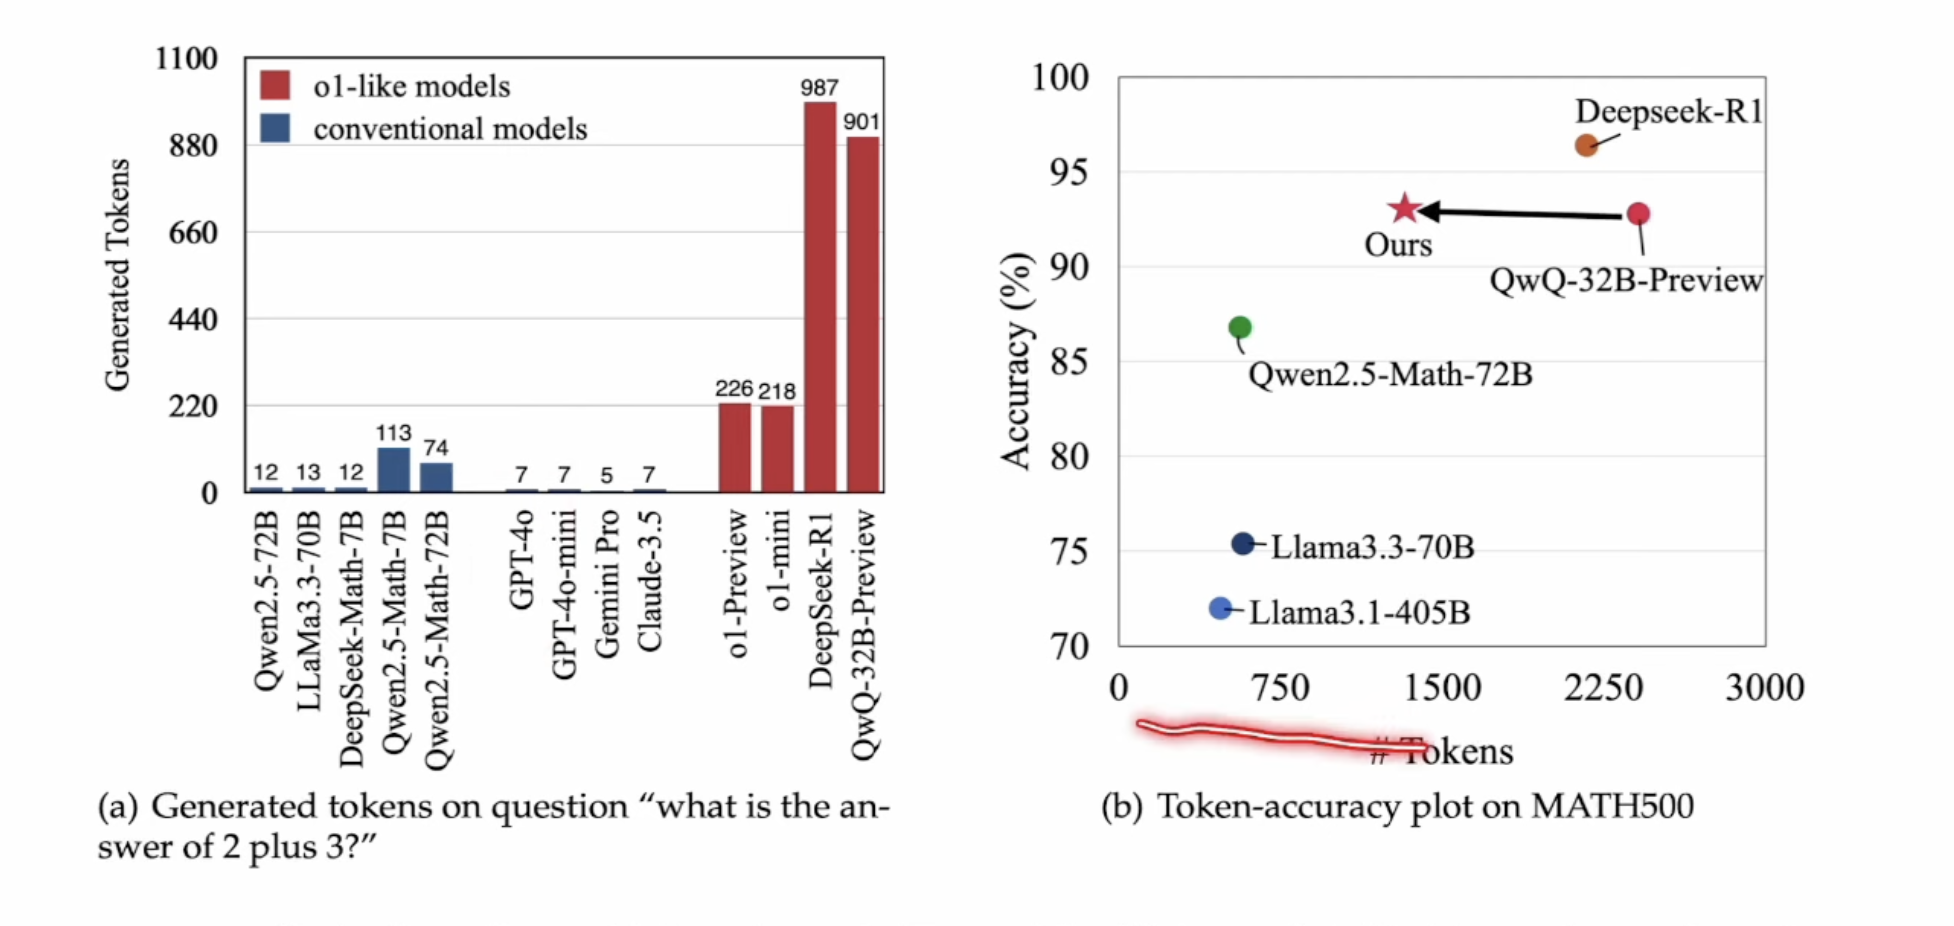 1100
880
660
440
220
0
Generated Tokens
o1-like models
conventional models
12
13
12
113
74
7
7
5
7
226
218
987
901
Qwen2.5-72B
LLaMa3.3-70B
DeepSeek-Math-7B
Qwen2.5-Math-7B
Qwen2.5-Math-72B
GPT-4o
GPT-4o-mini
Gemini Pro
Claude-3.5
o1-Preview
o1-mini
DeepSeek-R1
QwQ-32B-Preview
(a) Generated tokens on question “what is the an-
swer of 2 plus 3?”
100
95
90
85
80
75
70
Accuracy (%)
Deepseek-R1
Ours
QwQ-32B-Preview
Qwen2.5-Math-72B
Llama3.3-70B
Llama3.1-405B
0 750 1500 2250 3000
# Tokens
(b) Token-accuracy plot on MATH500